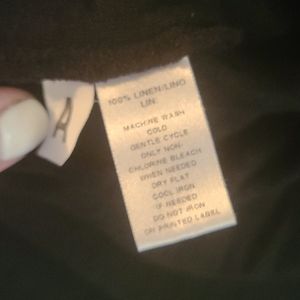 A
100% LINEN/LINO
LIN
MACHINE WASH
COLD
GENTLE CYCLE
ONLY NON-
CHLORINE BLEACH
WHEN NEEDED
DRY FLAT
COOL IRON
IF NEEDED
DO NOT IRON
ON PRINTED LABEL